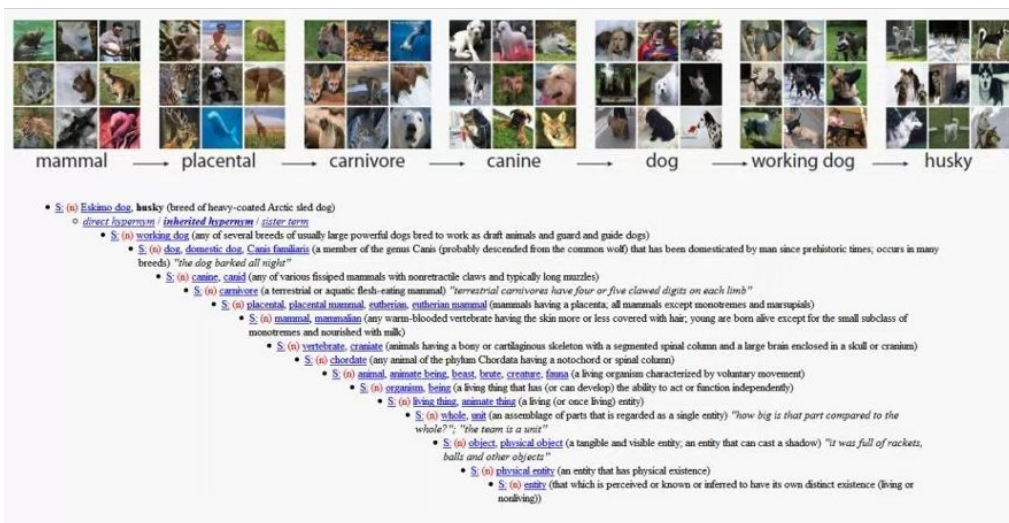 mammal → placental → carnivore → canine → dog → working dog → husky
• S: (n) Eskimo dog, husky (breed of heavy-coated Arctic sled dog)
○ direct hypernym / inherited hypernym / sister term
• S: (n) working dog (any of several breeds of usually large powerful dogs bred to work as draft animals and guard and guide dogs)
• S: (n) dog, domestic dog, Canis familiaris (a member of the genus Canis (probably descended from the common wolf) that has been domesticated by man since prehistoric times; occurs in many
breeds) "the dog barked all night"
• S: (n) canine, canid (any of various fissiped mammals with nonretractile claws and typically long muzzles)
• S: (n) carnivore (a terrestrial or aquatic flesh-eating mammal) "terrestrial carnivores have four or five clawed digits on each limb"
• S: (n) placental, placental mammal, eutherian, eutherian mammal (mammals having a placenta; all mammals except monotremes and marsupials)
• S: (n) mammal, mammalian (any warm-blooded vertebrate having the skin more or less covered with hair; young are born alive except for the small subclass of
monotremes and nourished with milk)
• S: (n) vertebrate, craniate (animals having a bony or cartilaginous skeleton with a segmented spinal column and a large brain enclosed in a skull or cranium)
• S: (n) chordate (any animal of the phylum Chordata having a notochord or spinal column)
• S: (n) animal, animate being, beast, brute, creature, fauna (a living organism characterized by voluntary movement)
• S: (n) organism, being (a living thing that has (or can develop) the ability to act or function independently)
• S: (n) living thing, animate thing (a living (or once living) entity)
• S: (n) whole, unit (an assemblage of parts that is regarded as a single entity) "how big is that part compared to the
whole?"; "the team is a unit"
• S: (n) object, physical object (a tangible and visible entity; an entity that can cast a shadow) "it was full of rackets,
balls and other objects"
• S: (n) physical entity (an entity that has physical existence)
• S: (n) entity (that which is perceived or known or inferred to have its own distinct existence (living or
nonliving))